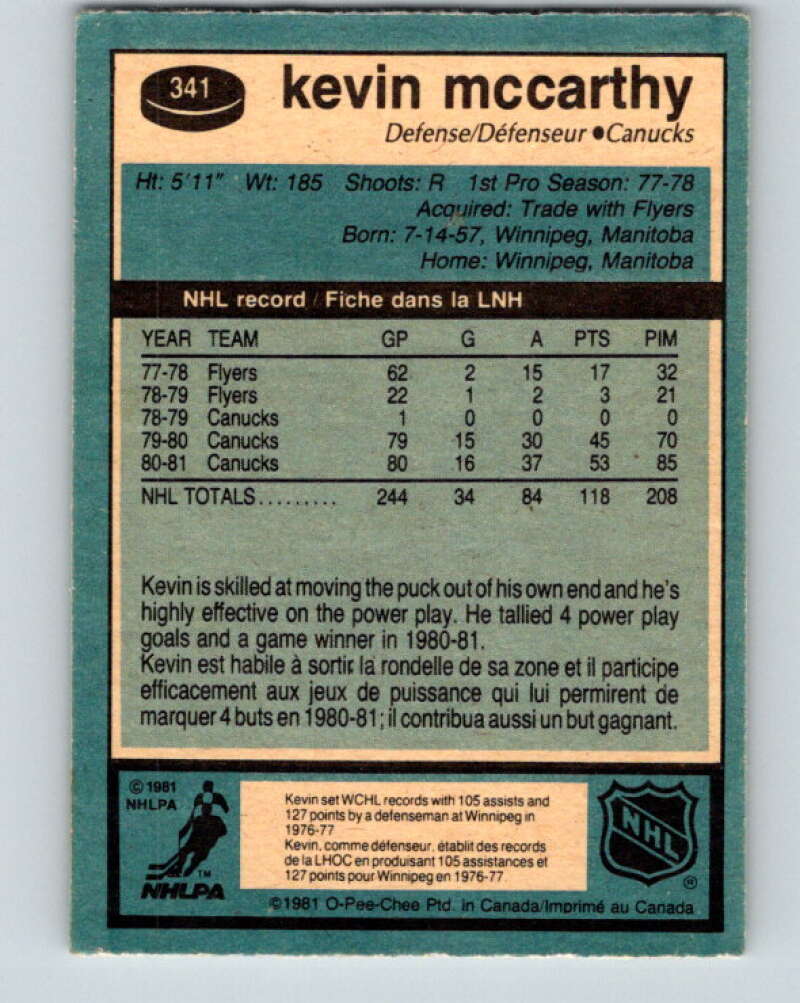 341
kevin mccarthy
Defense/Défenseur ●Canucks
Ht: 5'11" Wt: 185 Shoots: R 1st Pro Season: 77-78
Acquired: Trade with Flyers
Born: 7-14-57, Winnipeg, Manitoba
Home: Winnipeg, Manitoba
NHL record / Fiche dans la LNH
YEAR TEAM GP G A PTS PIM
77-78 Flyers 62 2 15 17 32
78-79 Flyers 22 1 2 3 21
78-79 Canucks 1 0 0 0 0
79-80 Canucks 79 15 30 45 70
80-81 Canucks 80 16 37 53 85
NHL TOTALS......... 244 34 84 118 208
Kevin is skilled at moving the puck out of his own end and he's
highly effective on the power play. He tallied 4 power play
goals and a game winner in 1980-81.
Kevin est habile à sortir la rondelle de sa zone et il participe
efficacement aux jeux de puissance qui lui permirent de
marquer 4 buts en 1980-81; il contribua aussi un but gagnant.
© 1981
NHLPA
TM
NHLPA
Kevin set WCHL records with 105 assists and
127 points by a defenseman at Winnipeg in
1976-77
Kevin, comme défenseur, établit des records
de la LHOC en produisant 105 assistances et
127 points pour Winnipeg en 1976-77.
NHL
®
©1981 O-Pee-Chee Ptd. in Canada/Imprimé au Canada